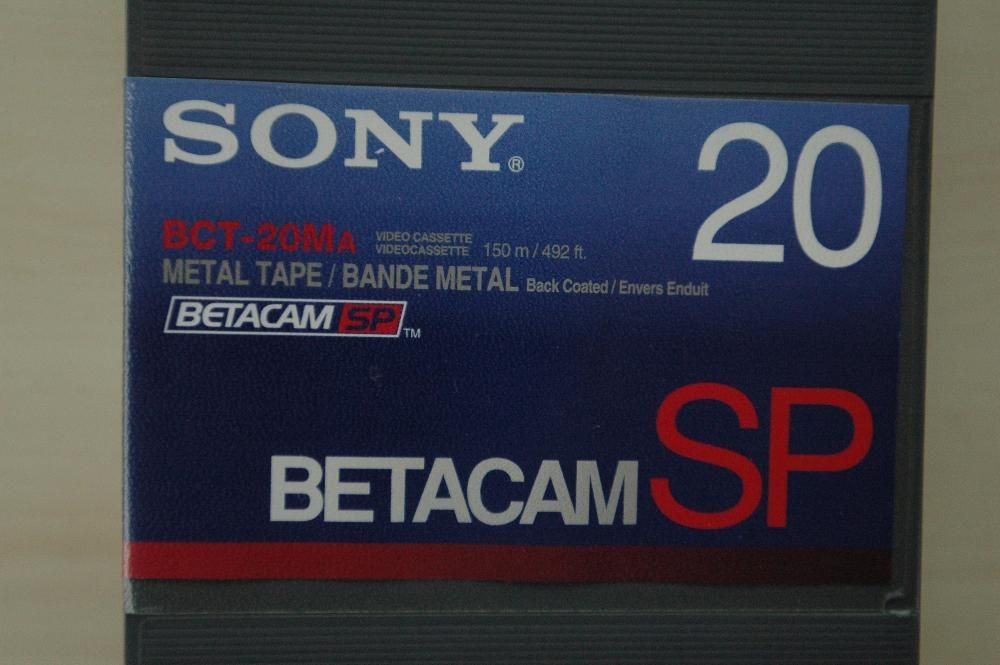 SONY®
20
BCT-20MA
VIDEO CASSETTE
VIDEOCASSETTE
150 m / 492 ft.
METAL TAPE / BANDE METAL Back Coated / Envers Enduit
BETACAM SP™
BETACAM SP